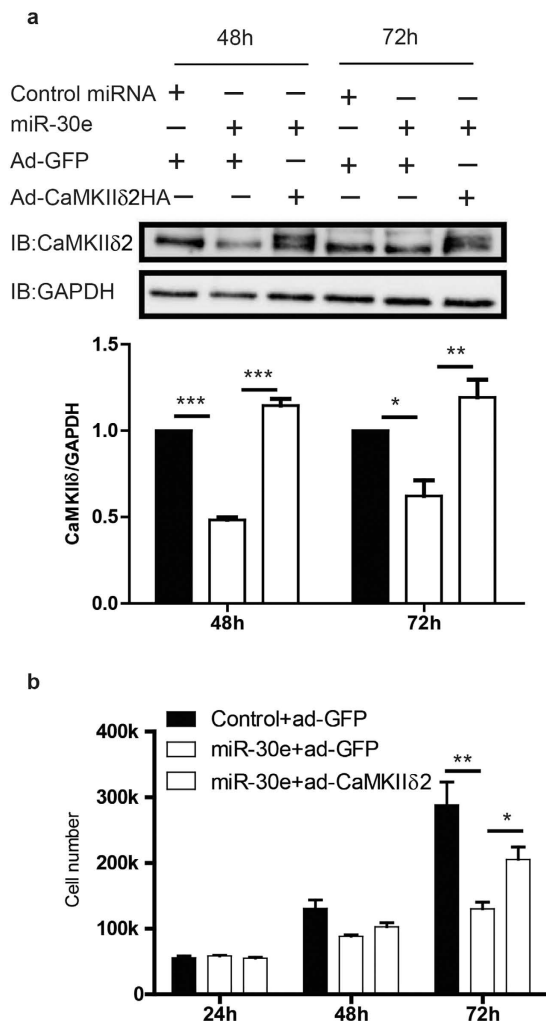 a
48h 72h
Control miRNA + – – + – –
miR-30e – + + – + +
Ad-GFP + + – + + –
Ad-CaMKIIδ2HA – – + – – +
IB:CaMKIIδ2
IB:GAPDH
1.5
1.0
0.5
0.0
CaMKIIδ/GAPDH
*** *** * **
48h 72h
b
400k
300k
200k
100k
0
Cell number
Control+ad-GFP
miR-30e+ad-GFP
miR-30e+ad-CaMKIIδ2
** *
24h 48h 72h